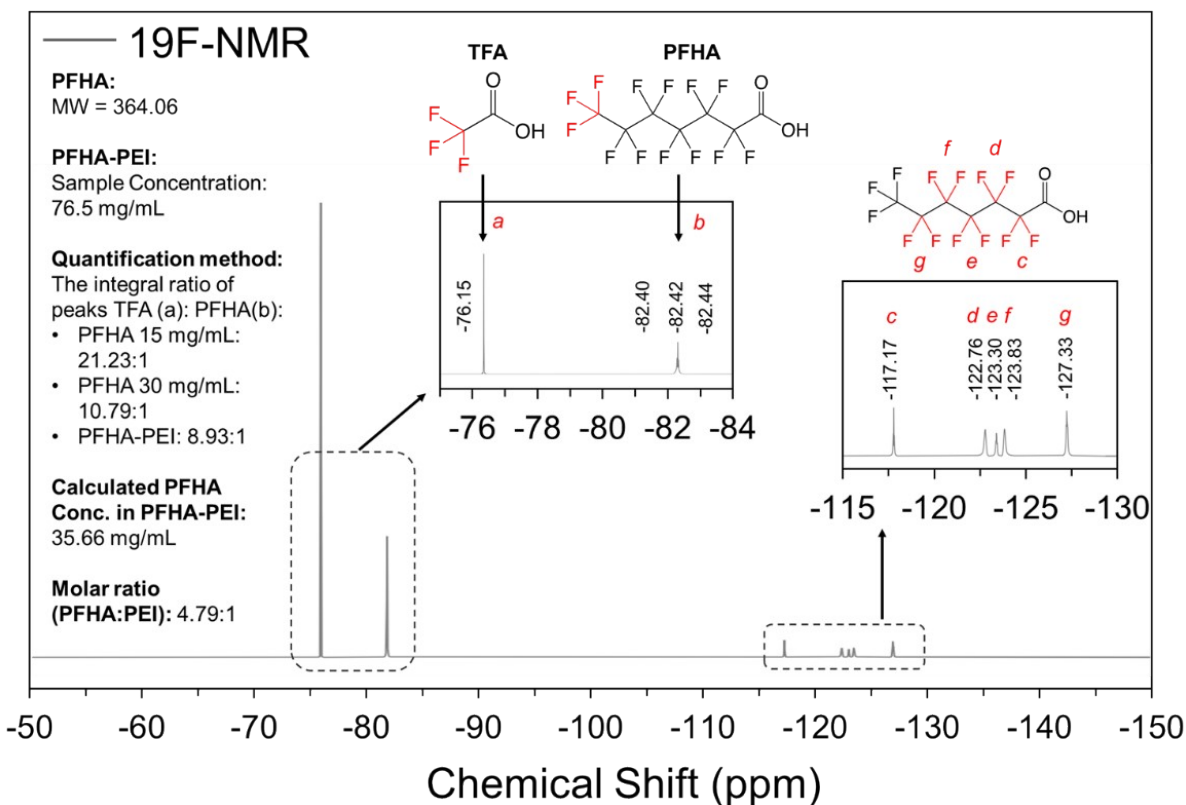 19F-NMR
PFHA:
MW = 364.06
PFHA-PEI:
Sample Concentration:
76.5 mg/mL
Quantification method:
The integral ratio of
peaks TFA (a): PFHA(b):
• PFHA 15 mg/mL:
21.23:1
• PFHA 30 mg/mL:
10.79:1
• PFHA-PEI: 8.93:1
Calculated PFHA
Conc. in PFHA-PEI:
35.66 mg/mL
Molar ratio
(PFHA:PEI): 4.79:1
TFA
F
F
F
O
OH
PFHA
F F F F F
F
F
O
OH
F F F F F F
a
b
-76.15
-82.40
-82.42
-82.44
-76 -78 -80 -82 -84
f d
F F F F F
F
F
O
OH
F F F F F F
g e c
c d e f g
-117.17
-122.76
-123.30
-123.83
-127.33
-115 -120 -125 -130
-50 -60 -70 -80 -90 -100 -110 -120 -130 -140 -150
Chemical Shift (ppm)